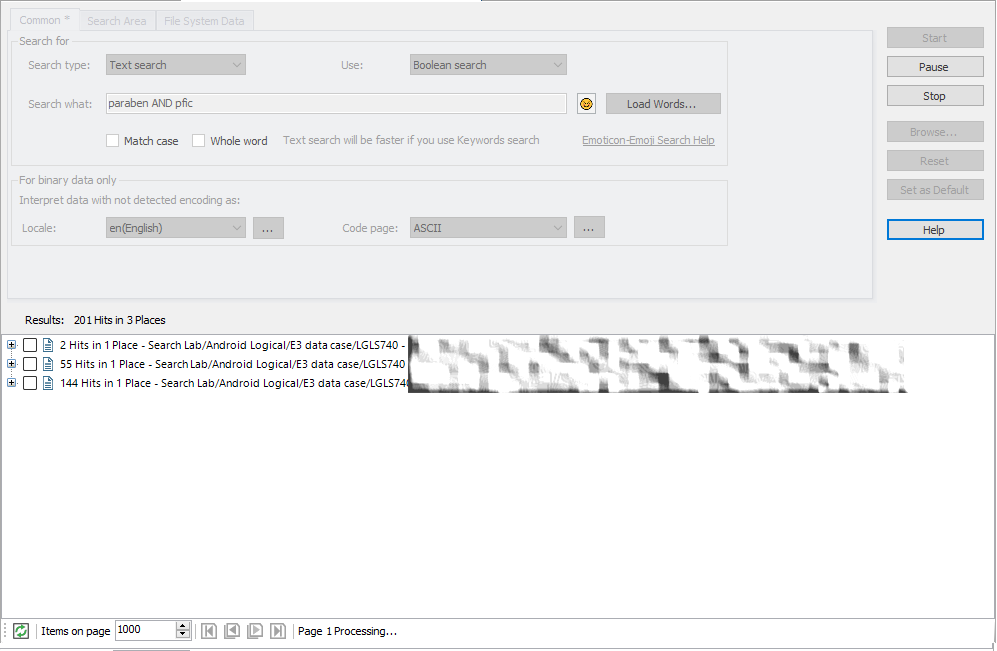 Common * Search Area File System Data
Search for
Search type: Text search Use: Boolean search
Search what: paraben AND pfic Load Words...
Match case Whole word Text search will be faster if you use Keywords search Emoticon-Emoji Search Help
For binary data only
Interpret data with not detected encoding as:
Locale: en(English) ... Code page: ASCII ...
Start
Pause
Stop
Browse...
Reset
Set as Default
Help
Results: 201 Hits in 3 Places
2 Hits in 1 Place - Search Lab/Android Logical/E3 data case/LGLS740 -
55 Hits in 1 Place - Search Lab/Android Logical/E3 data case/LGLS740
144 Hits in 1 Place - Search Lab/Android Logical/E3 data case/LGLS740
Items on page 1000 Page 1 Processing...